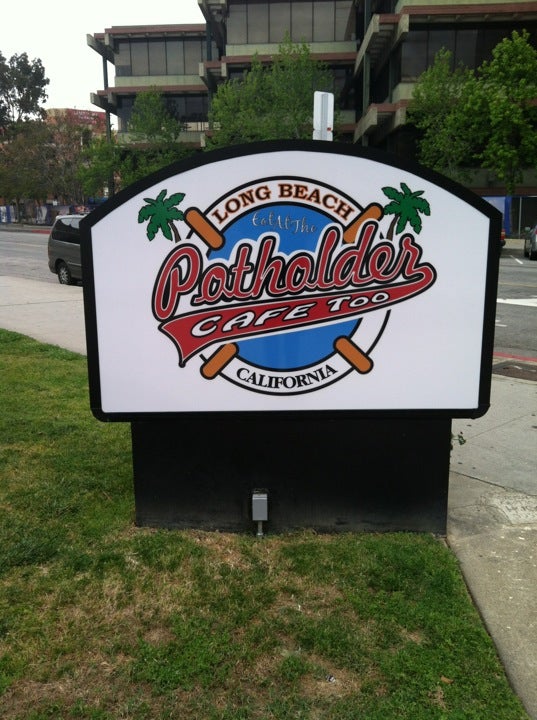 LONG BEACH
Eat At The
Potholder
CAFE TOO
CALIFORNIA